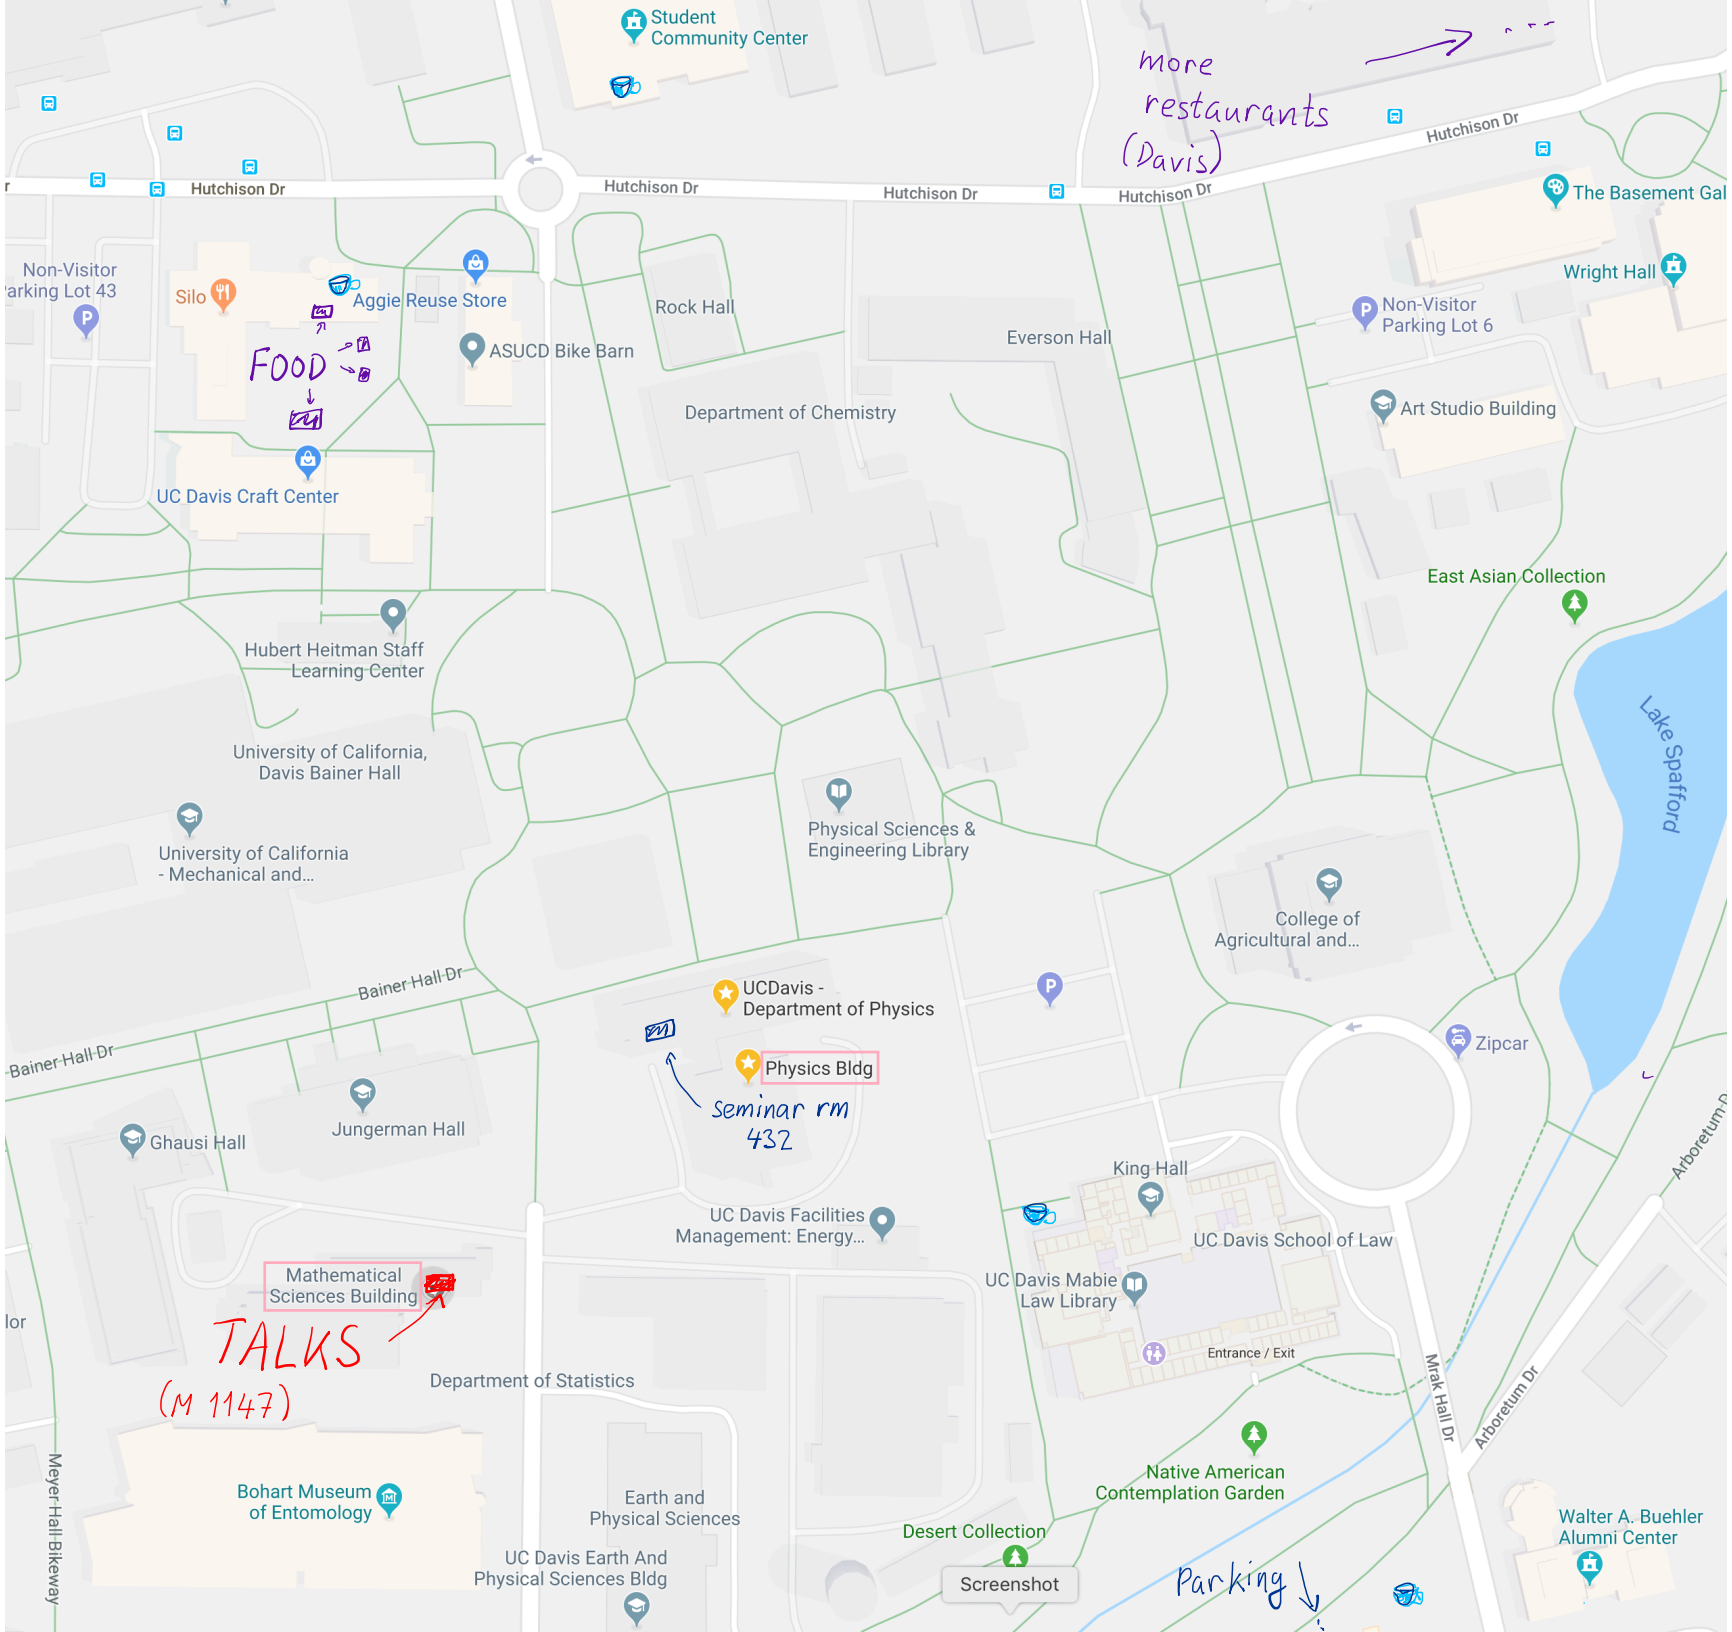 Student
Community Center
more
restaurants
(Davis)
Hutchison Dr
Hutchison Dr
Hutchison Dr
Hutchison Dr
Hutchison Dr
r
The Basement Gal
Wright Hall
Non-Visitor
Parking Lot 43
P
Silo
Aggie Reuse Store
FOOD
ASUCD Bike Barn
Rock Hall
Everson Hall
P
Non-Visitor
Parking Lot 6
Department of Chemistry
Art Studio Building
UC Davis Craft Center
East Asian Collection
Hubert Heitman Staff
Learning Center
Lake Spafford
University of California,
Davis Bainer Hall
University of California
- Mechanical and...
Physical Sciences &
Engineering Library
College of
Agricultural and...
Bainer Hall Dr
Bainer Hall Dr
UCDavis -
Department of Physics
P
Physics Bldg
Zipcar
seminar rm
432
Jungerman Hall
Ghausi Hall
Arboretum D
King Hall
UC Davis Facilities
Management: Energy...
UC Davis School of Law
Mathematical
Sciences Building
UC Davis Mabie
Law Library
lor
TALKS
(M 1147)
Entrance / Exit
Department of Statistics
Mrak Hall Dr
Arboretum Dr
Meyer Hall Bikeway
Bohart Museum
of Entomology
Native American
Contemplation Garden
Earth and
Physical Sciences
Desert Collection
Walter A. Buehler
Alumni Center
UC Davis Earth And
Physical Sciences Bldg
Screenshot
Parking